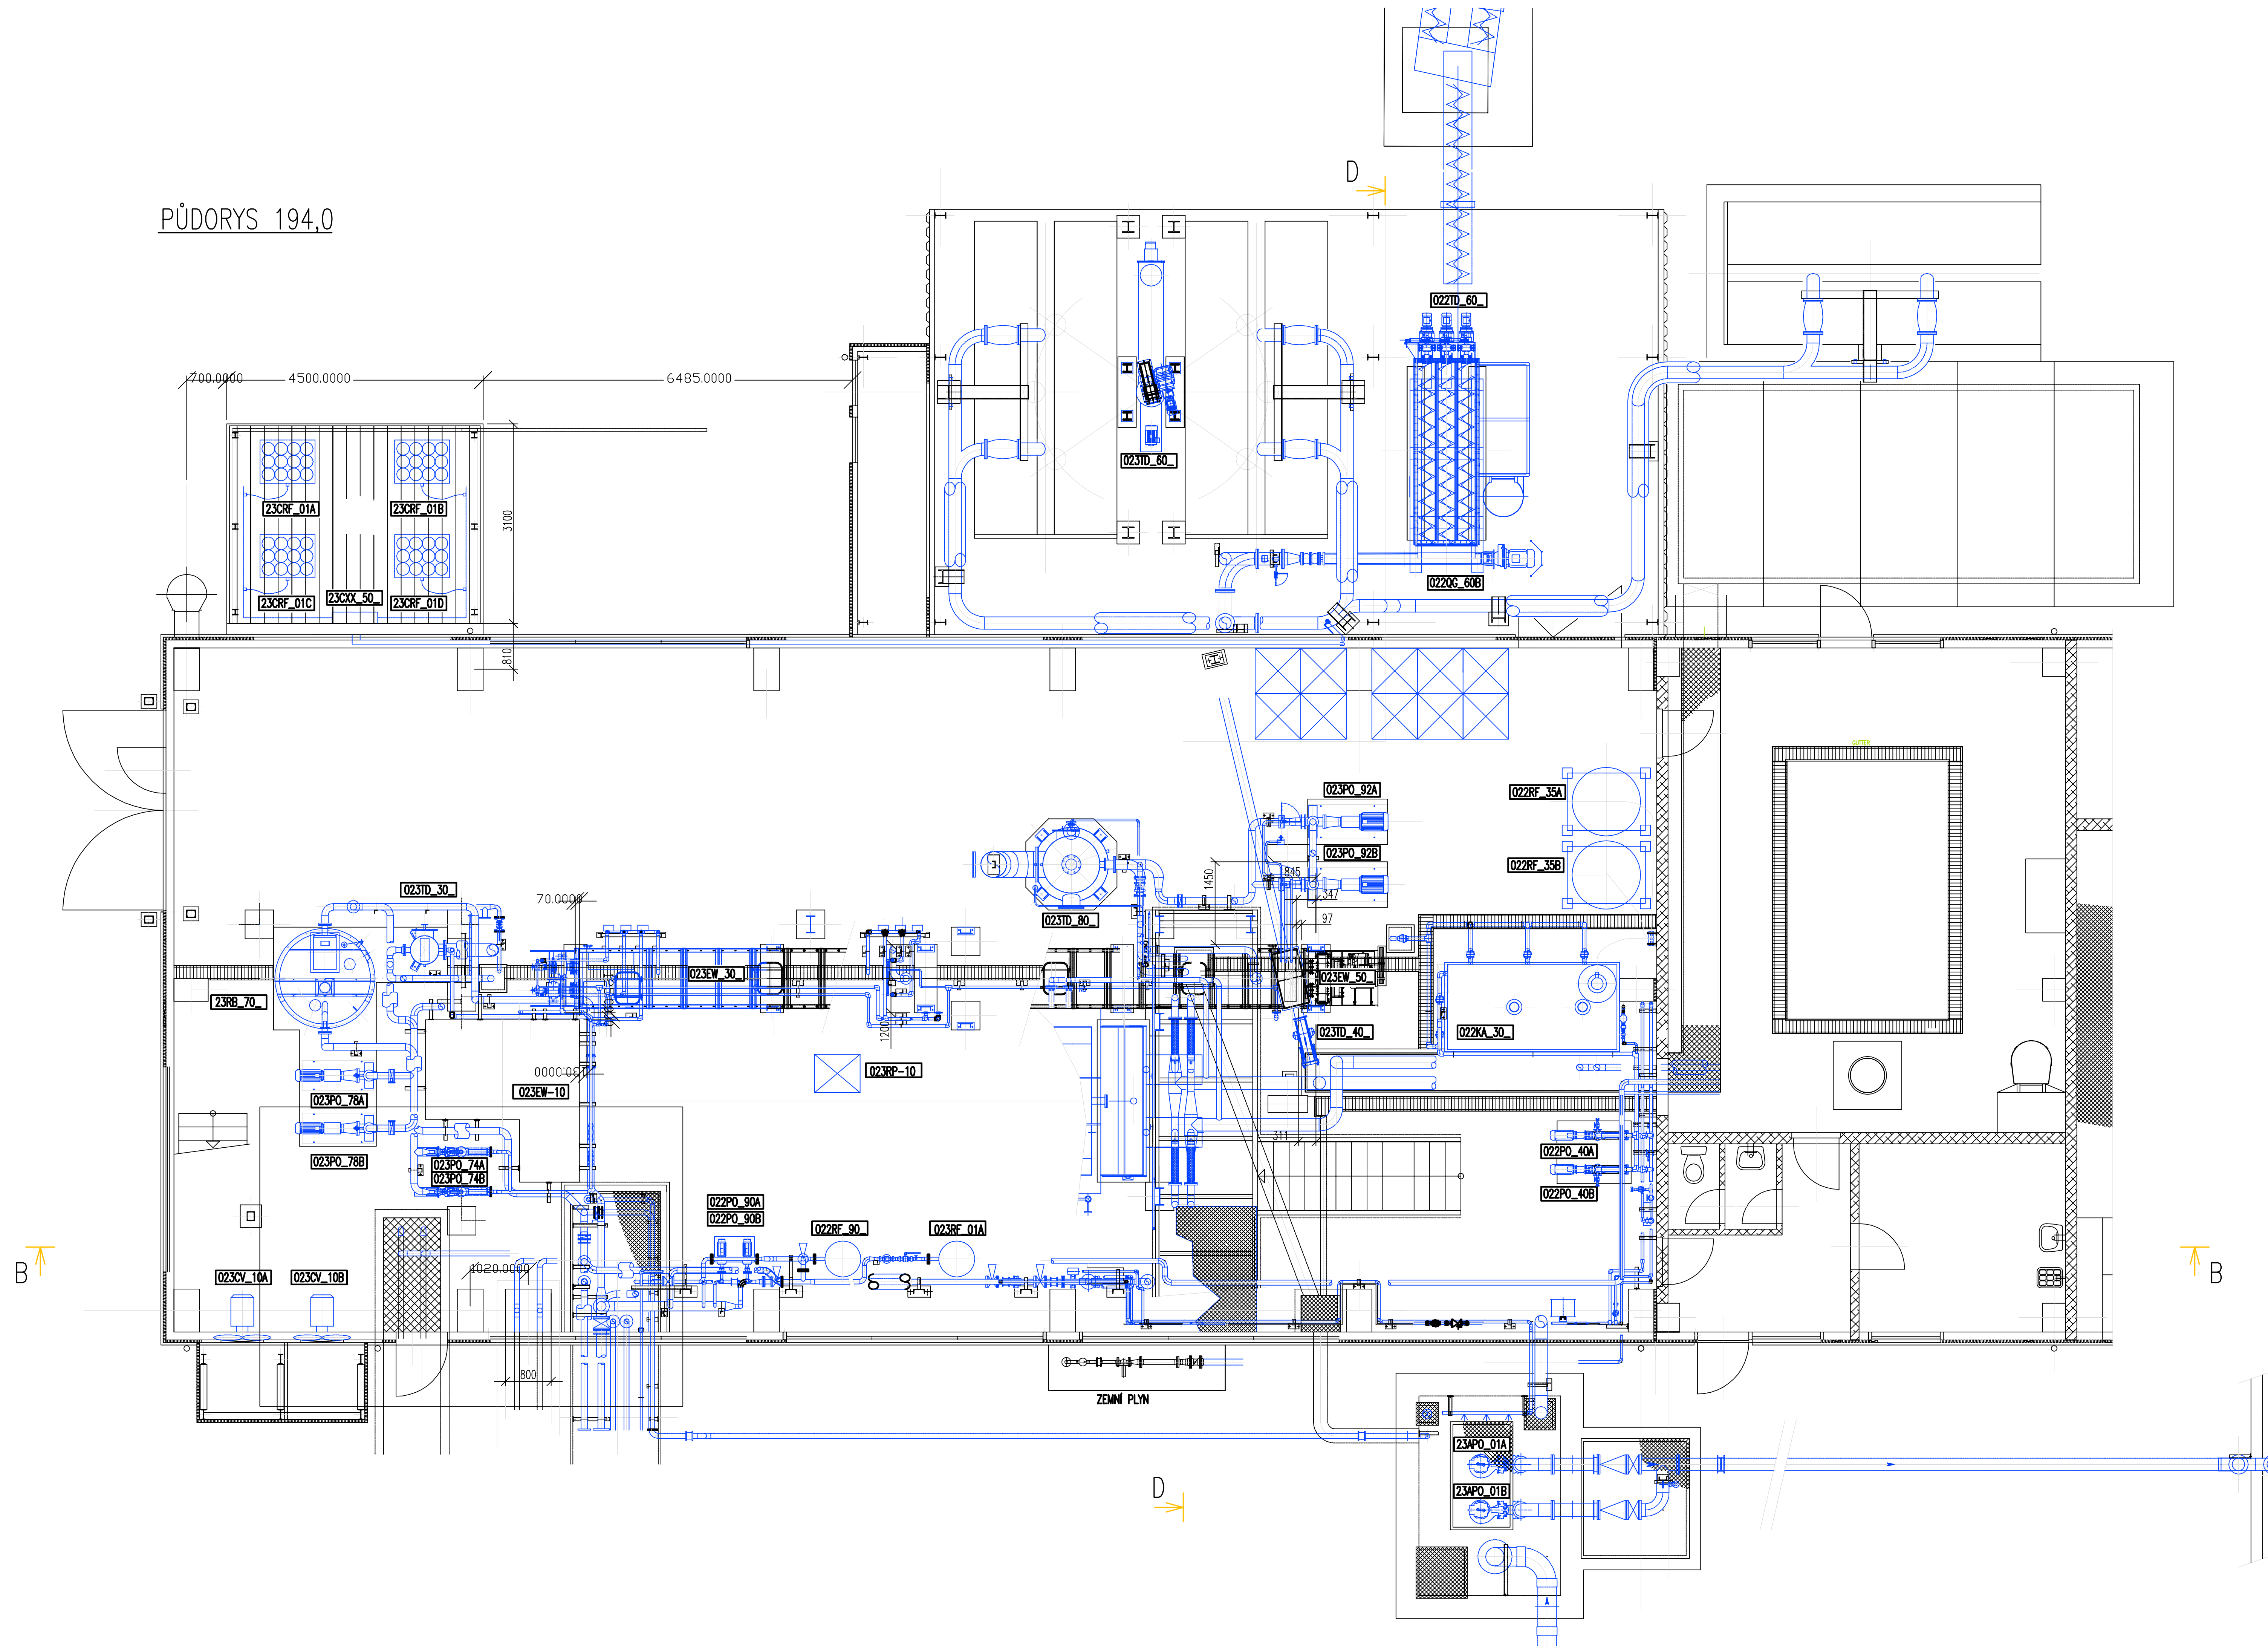 D
PŮDORYS 194,0
022TD_60_
700.0000
4500.0000
6485.0000
023TD_60_
23CRF_01A
23CRF_01B
3100
022QG_60B
23CRF_01C
23CXX_50_
23CRF_01D
810
GUTTER
023PO_92A
022RF_35A
023PO_92B
022RF_35B
1450
845
347
023TD_30_
70.0000
023TD_80_
97
023EW_30_
023EW_50_
23RB_70_
1200
023TD_40_
022KA_30_
023RP-10
023EW-10
023PO_78A
311
022PO_40A
023PO_78B
023PO_74A
023PO_74B
022PO_40B
022PO_90A
022PO_90B
022RF_90_
023RF_01A
B
B
023CV_10A
023CV_10B
1020.0000
800
ZEMNÍ PLYN
23APO_01A
D
23APO_01B